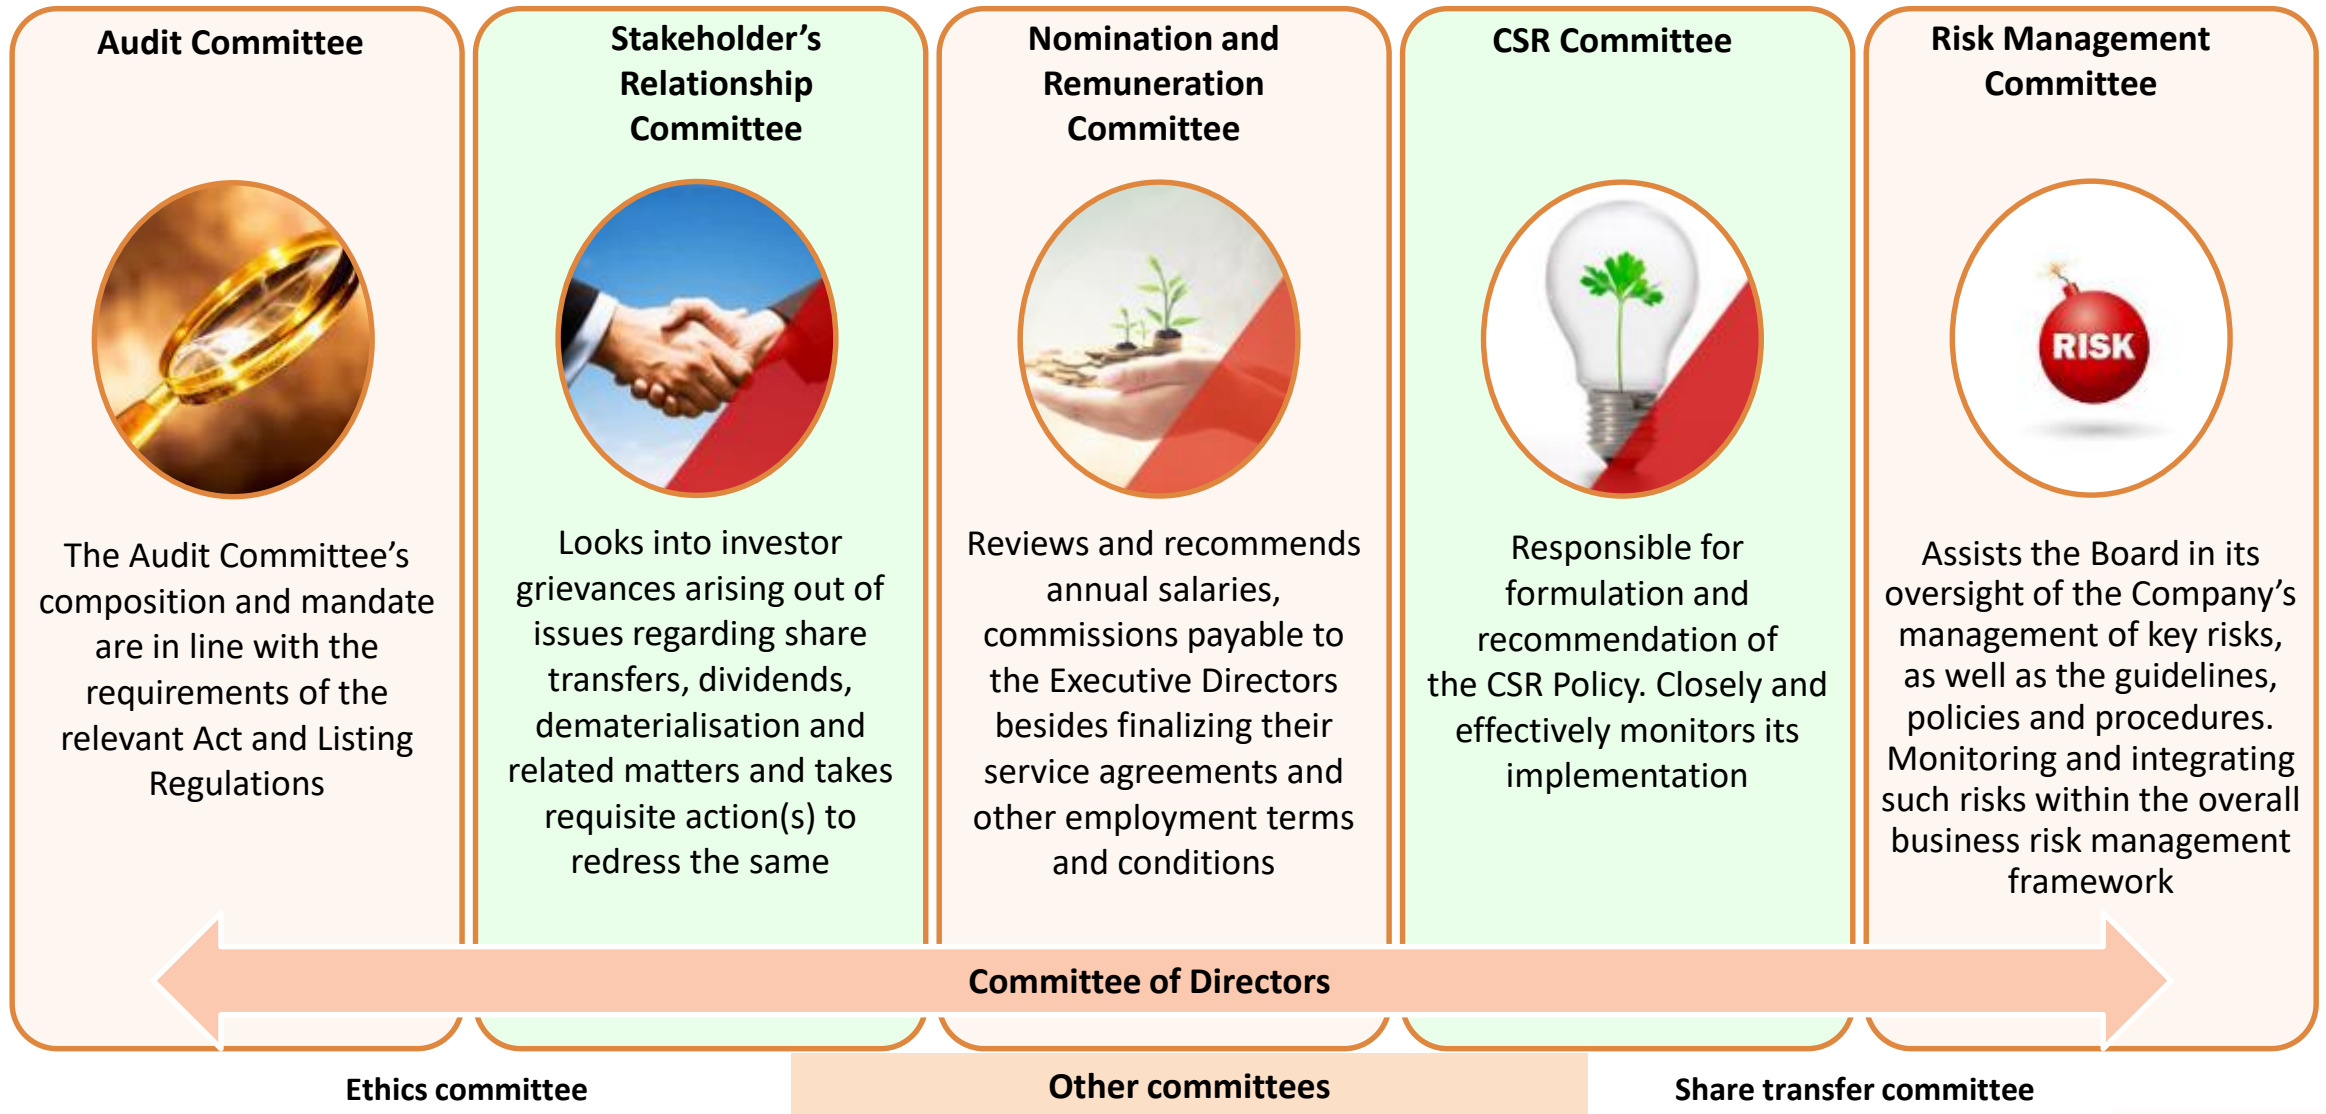 Audit Committee
The Audit Committee’s
composition and mandate
are in line with the
requirements of the
relevant Act and Listing
Regulations
Stakeholder’s
Relationship
Committee
Looks into investor
grievances arising out of
issues regarding share
transfers, dividends,
dematerialisation and
related matters and takes
requisite action(s) to
redress the same
Nomination and
Remuneration
Committee
Reviews and recommends
annual salaries,
commissions payable to
the Executive Directors
besides finalizing their
service agreements and
other employment terms
and conditions
CSR Committee
Responsible for
formulation and
recommendation of
the CSR Policy. Closely and
effectively monitors its
implementation
Risk Management
Committee
RISK
Assists the Board in its
oversight of the Company’s
management of key risks,
as well as the guidelines,
policies and procedures.
Monitoring and integrating
such risks within the overall
business risk management
framework
Committee of Directors
Ethics committee
Other committees
Share transfer committee